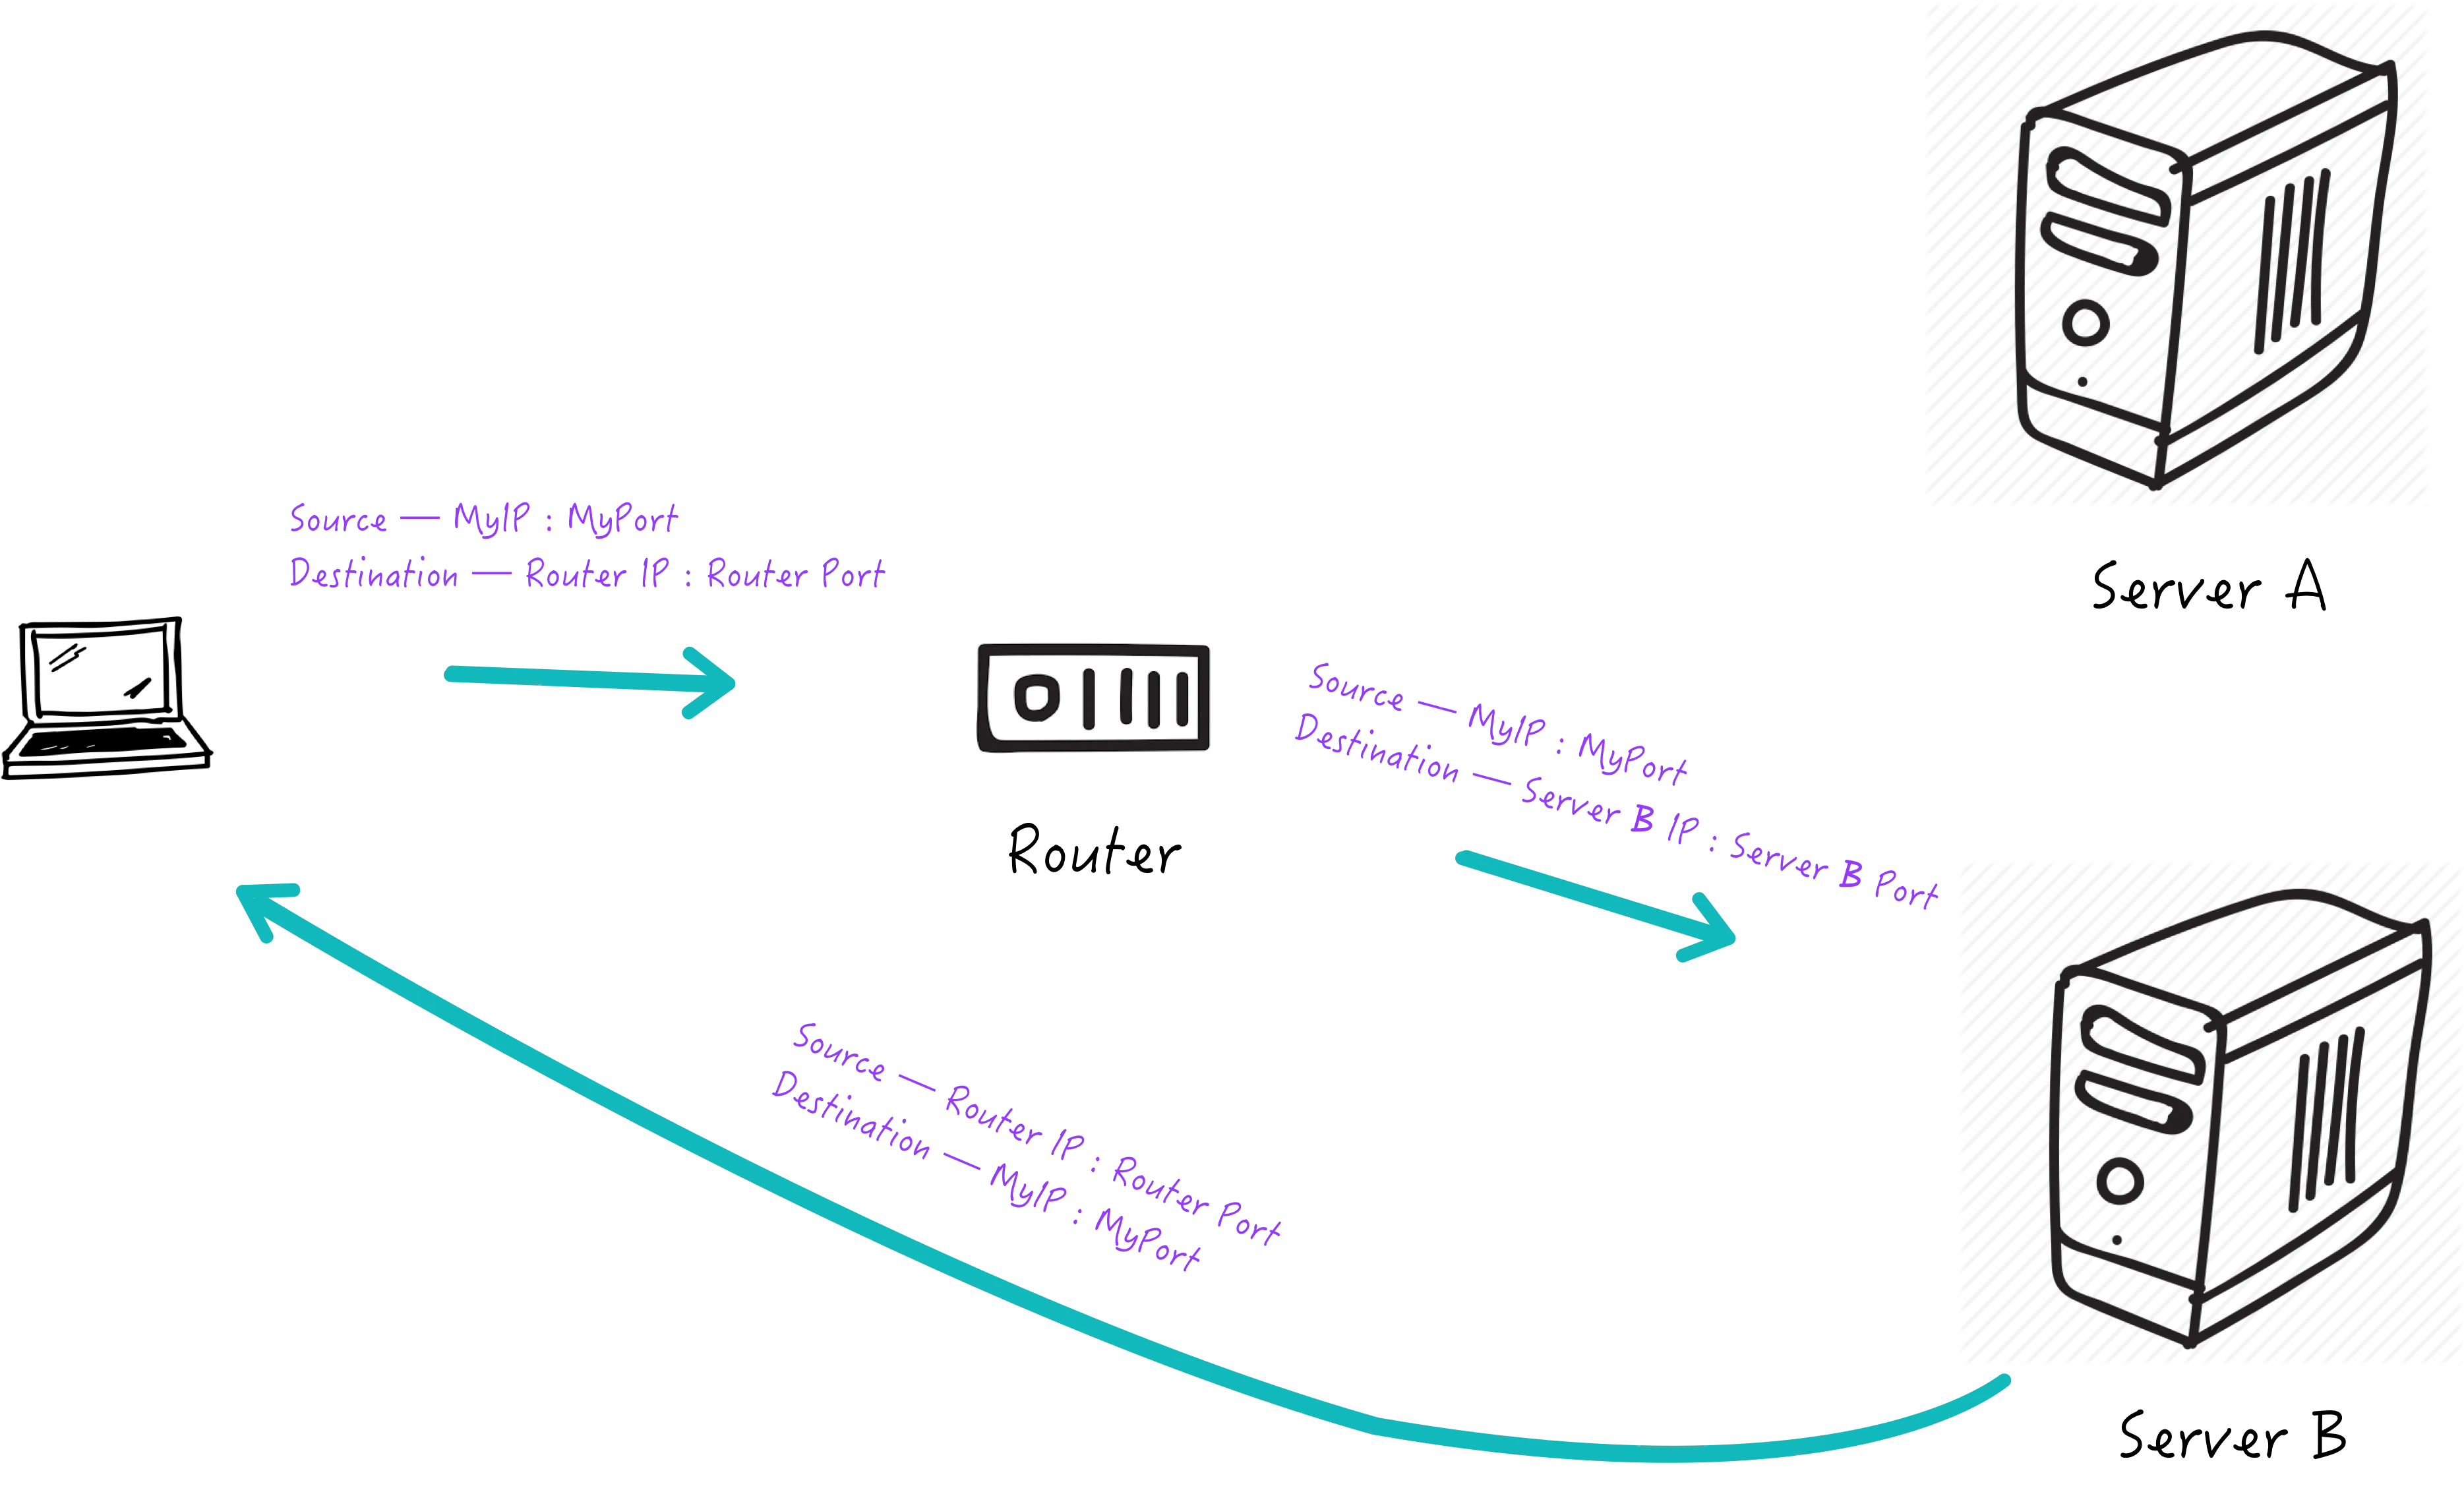 Source — MyIP : MyPort
Destination — Router IP : Router Port
Server A
Router
Source — MyIP : MyPort
Destination — Server B IP : Server B Port
Source — Router IP : Router Port
Destination — MyIP : MyPort
Server B